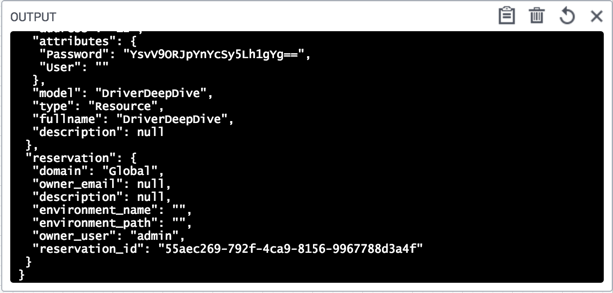 OUTPUT
"attributes": {
"Password": "YsvV9ORJpYnYcSy5Lh1gYg==",
"User": ""
},
"model": "DriverDeepDive",
"type": "Resource",
"fullname": "DriverDeepDive",
"description": null
},
"reservation": {
"domain": "Global",
"owner_email": null,
"description": null,
"environment_name": "",
"environment_path": "",
"owner_user": "admin",
"reservation_id": "55aec269-792f-4ca9-8156-9967788d3a4f"
}
}